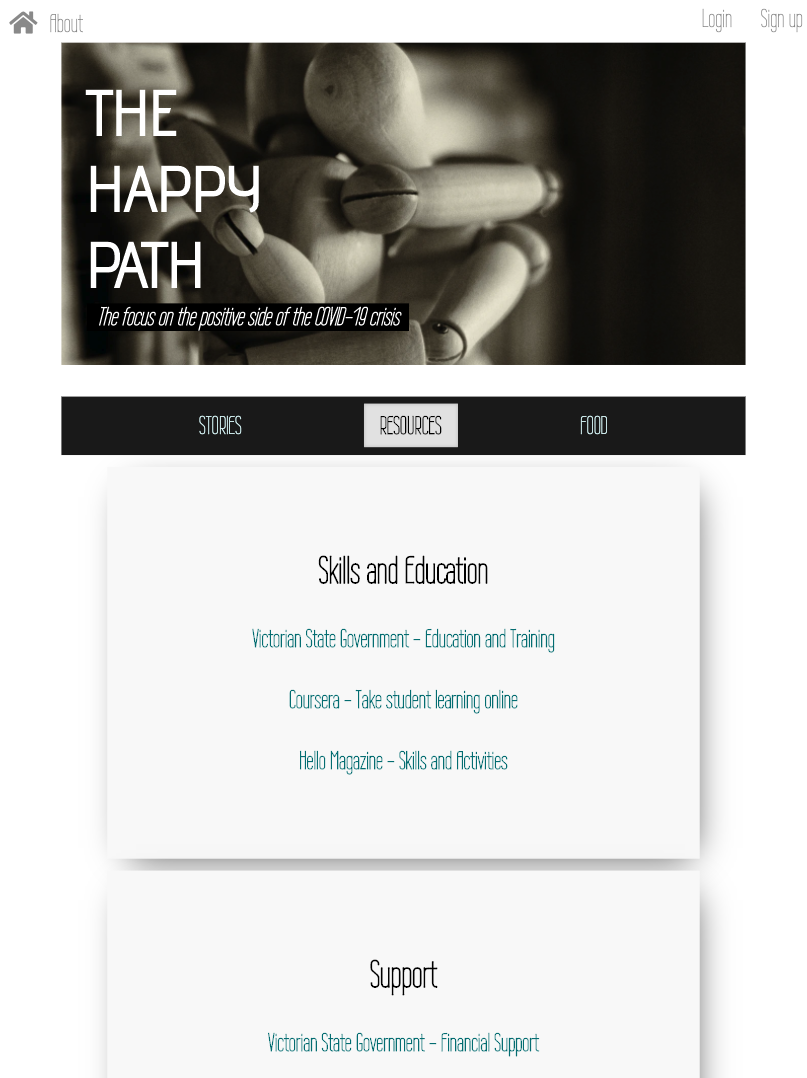 About
Login
Sign up
THE
HAPPY
PATH
The focus on the positive side of the COVID-19 crisis
STORIES
RESOURCES
FOOD
Skills and Education
Victorian State Government - Education and Training
Coursera - Take student learning online
Hello Magazine - Skills and Activities
Support
Victorian State Government - Financial Support